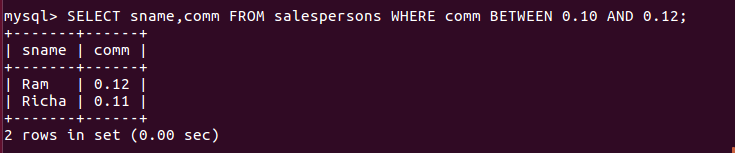 mysql> SELECT sname,comm FROM salespersons WHERE comm BETWEEN 0.10 AND 0.12;
+-------+------+
| sname | comm |
+-------+------+
| Ram   | 0.12 |
| Richa | 0.11 |
+-------+------+
2 rows in set (0.00 sec)